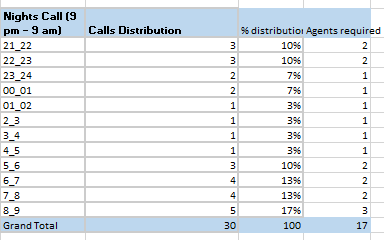 Nights Call (9 pm – 9 am) Calls Distribution % distribution Agents required
21_22 3 10% 2
22_23 3 10% 2
23_24 2 7% 1
00_01 2 7% 1
01_02 1 3% 1
2_3 1 3% 1
3_4 1 3% 1
4_5 1 3% 1
5_6 3 10% 2
6_7 4 13% 2
7_8 4 13% 2
8_9 5 17% 3
Grand Total 30 100 17